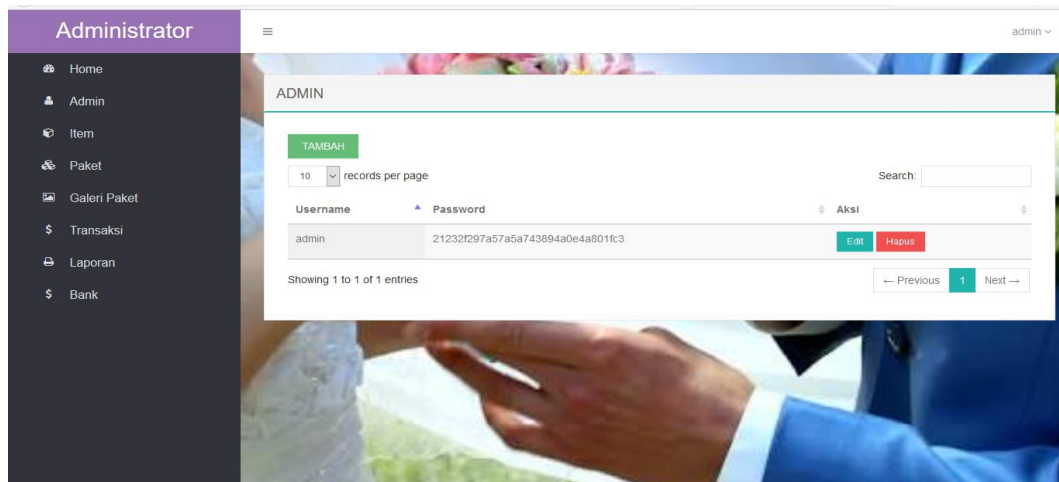 Administrator
admin
Home
Admin
Item
Paket
Galeri Paket
Transaksi
Laporan
Bank
ADMIN
TAMBAH
10 records per page
Search:
Username Password Aksi
admin 21232f297a57a5a743894a0e4a801fc3 Edit Hapus
Showing 1 to 1 of 1 entries
← Previous 1 Next →